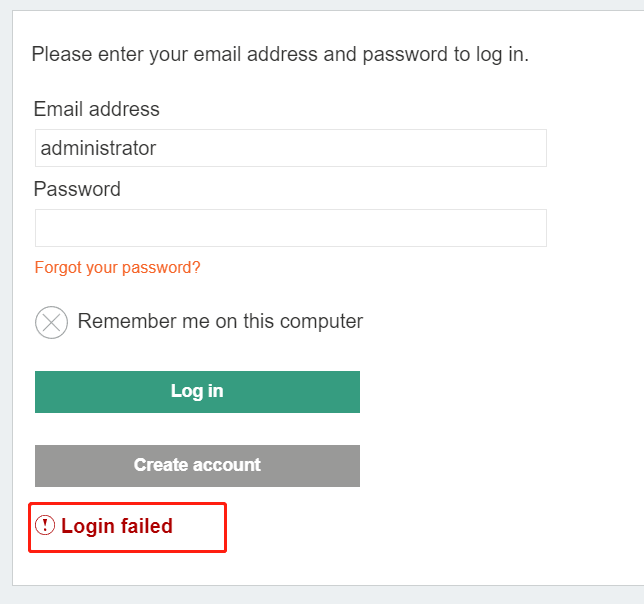 Please enter your email address and password to log in.
Email address
administrator
Password
Forgot your password?
Remember me on this computer
Log in
Create account
Login failed